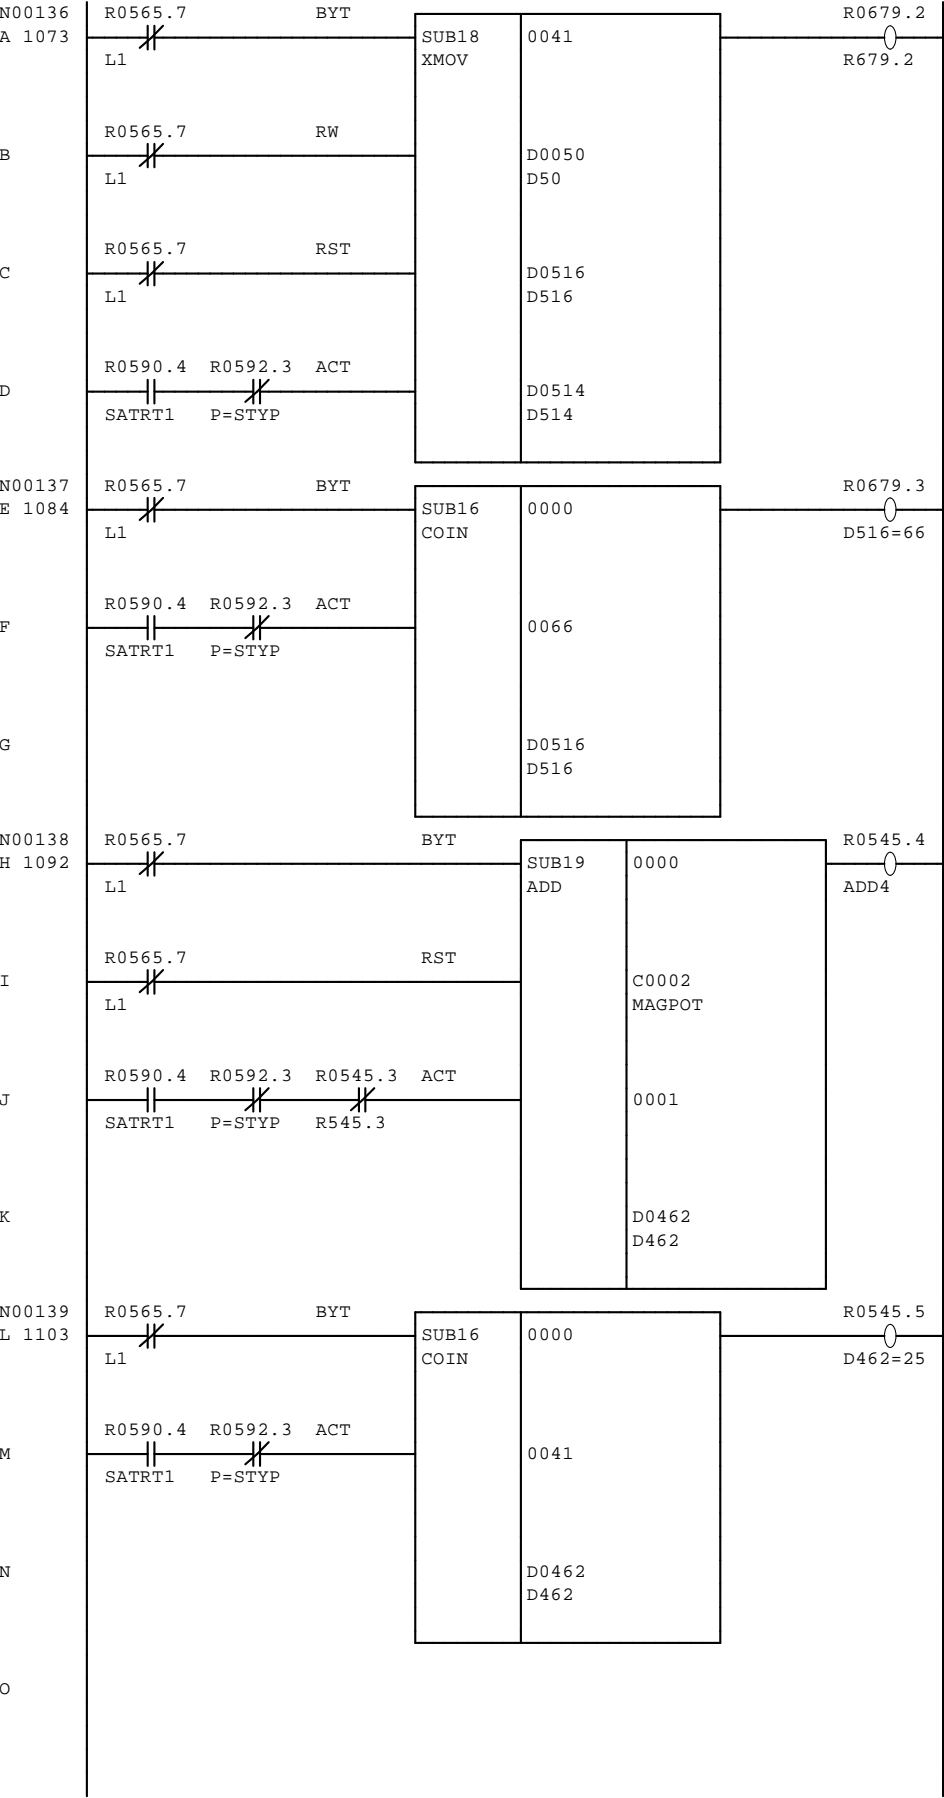 N00136 R0565.7 BYT R0679.2
A 1073 SUB18 0041
L1 XMOV R679.2
R0565.7 RW
B D0050
L1 D50
R0565.7 RST
C D0516
L1 D516
R0590.4 R0592.3 ACT
D D0514
SATRT1 P=STYP D514
N00137 R0565.7 BYT R0679.3
E 1084 SUB16 0000
L1 COIN D516=66
R0590.4 R0592.3 ACT
F 0066
SATRT1 P=STYP
G D0516
D516
N00138 R0565.7 BYT R0545.4
H 1092 SUB19 0000
L1 ADD ADD4
R0565.7 RST
I C0002
L1 MAGPOT
R0590.4 R0592.3 R0545.3 ACT
J 0001
SATRT1 P=STYP R545.3
K D0462
D462
N00139 R0565.7 BYT R0545.5
L 1103 SUB16 0000
L1 COIN D462=25
R0590.4 R0592.3 ACT
M 0041
SATRT1 P=STYP
N D0462
D462
O